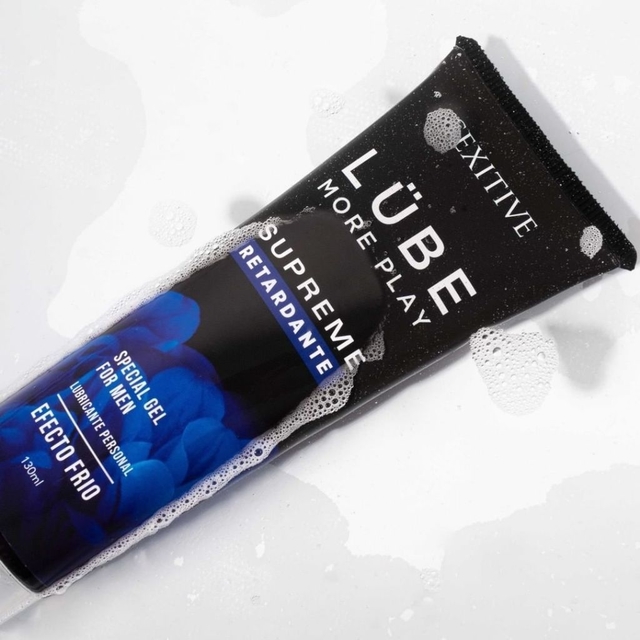 SEXITIVE
LÜBE
MORE PLAY
SUPREME
RETARDANTE
SPECIAL GEL
FOR MEN
LUBRICANTE PERSONAL
EFECTO FRIO
130ml